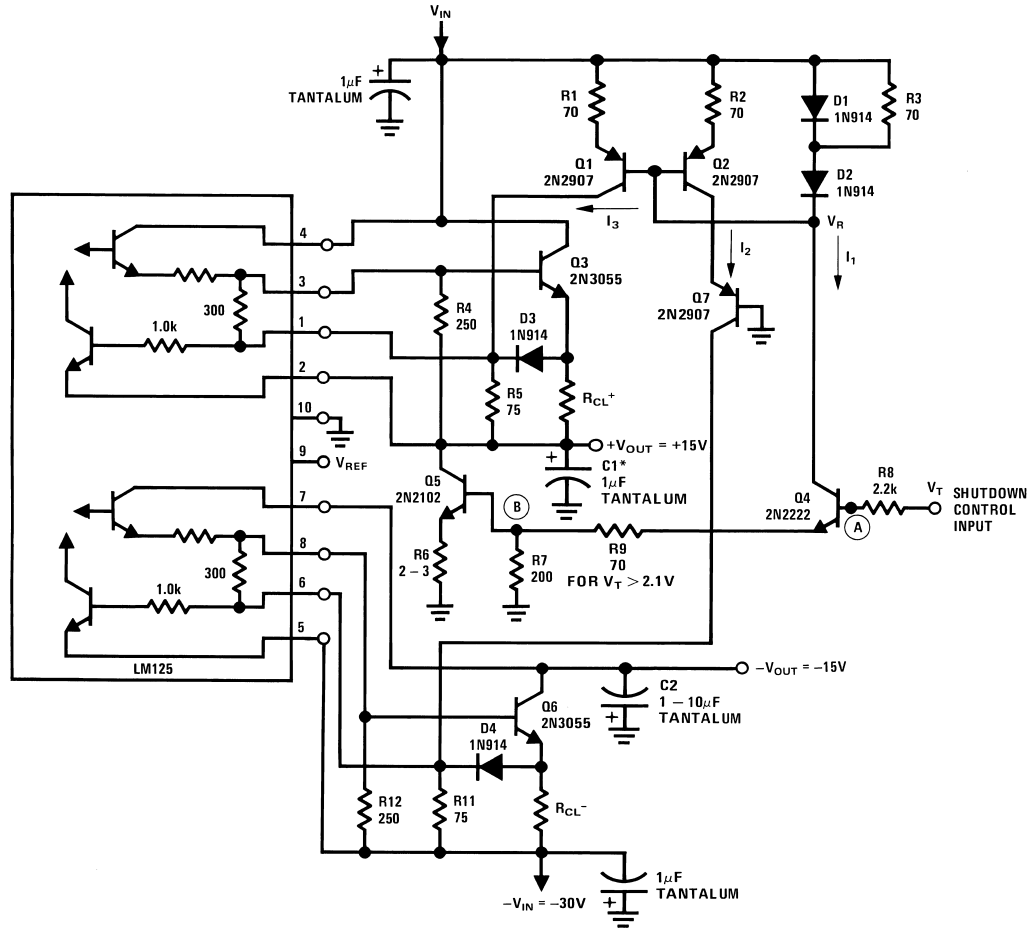 V_IN
1μF
TANTALUM
R1
70
R2
70
D1
1N914
R3
70
Q1
2N2907
Q2
2N2907
D2
1N914
I_3
V_R
I_2
I_1
4
3
300
1.0k
1
2
10
9
V_REF
Q3
2N3055
R4
250
D3
1N914
Q7
2N2907
R5
75
R_CL+
+V_OUT = +15V
C1*
1μF
TANTALUM
Q5
2N2102
B
R8
2.2k
V_T
SHUTDOWN
CONTROL
INPUT
Q4
2N2222
A
7
8
300
1.0k
6
5
LM125
R6
2 – 3
R7
200
R9
70
FOR V_T > 2.1V
-V_OUT = -15V
C2
1 – 10μF
TANTALUM
Q6
2N3055
D4
1N914
R12
250
R11
75
R_CL-
-V_IN = -30V
1μF
TANTALUM